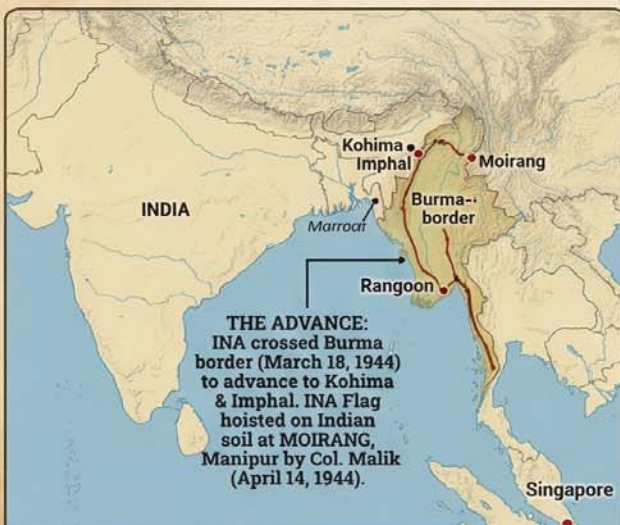 Kohima
Imphal
Moirang
INDIA
Burma-
border
Marroat
Rangoon
THE ADVANCE:
INA crossed Burma
border (March 18, 1944)
to advance to Kohima
& Imphal. INA Flag
hoisted on Indian
soil at MOIRANG,
Manipur by Col. Malik
(April 14, 1944).
Singapore